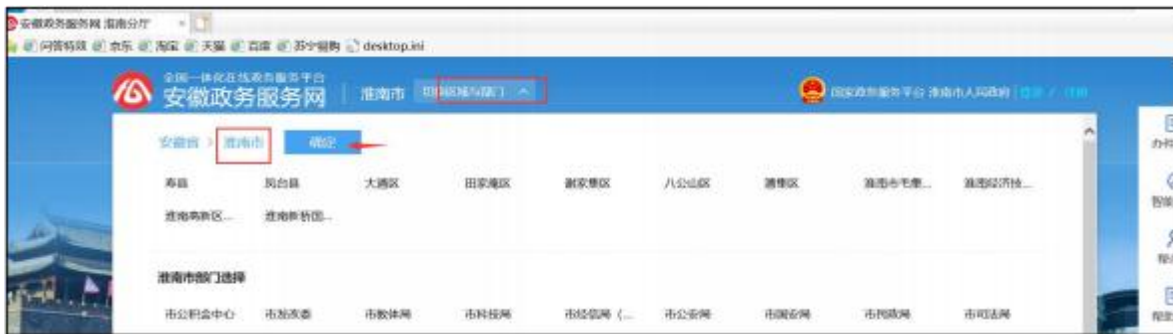 安徽政务服务网 淮南分厅 ×
问答特效 京东 淘宝 天猫 百度 苏宁易购 desktop.ini
全国一体化在线政务服务平台
安徽政务服务网 淮南市 切换区域与部门
国家政务服务平台 淮南市人民政府 登录 / 注册
安徽省 > 淮南市 确定
寿县 凤台县 大通区 田家庵区 谢家集区 八公山区 潘集区 淮南市毛集... 淮南经济技...
淮南高新区... 淮南新桥国...
淮南市部门选择
市公积金中心 市发改委 市教体局 市科技局 市经信局（... 市公安局 市国安局 市民政局 市司法局